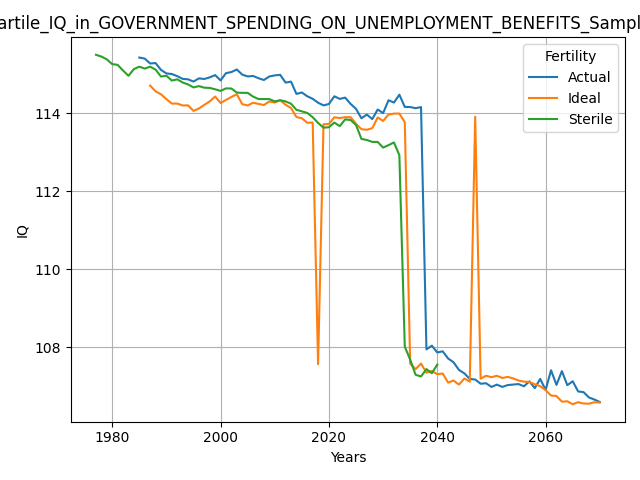 artile_IQ_in_GOVERNMENT_SPENDING_ON_UNEMPLOYMENT_BENEFITS_Sampl
Fertility
Actual
Ideal
Sterile
114
112
110
108
IQ
1980 2000 2020 2040 2060
Years